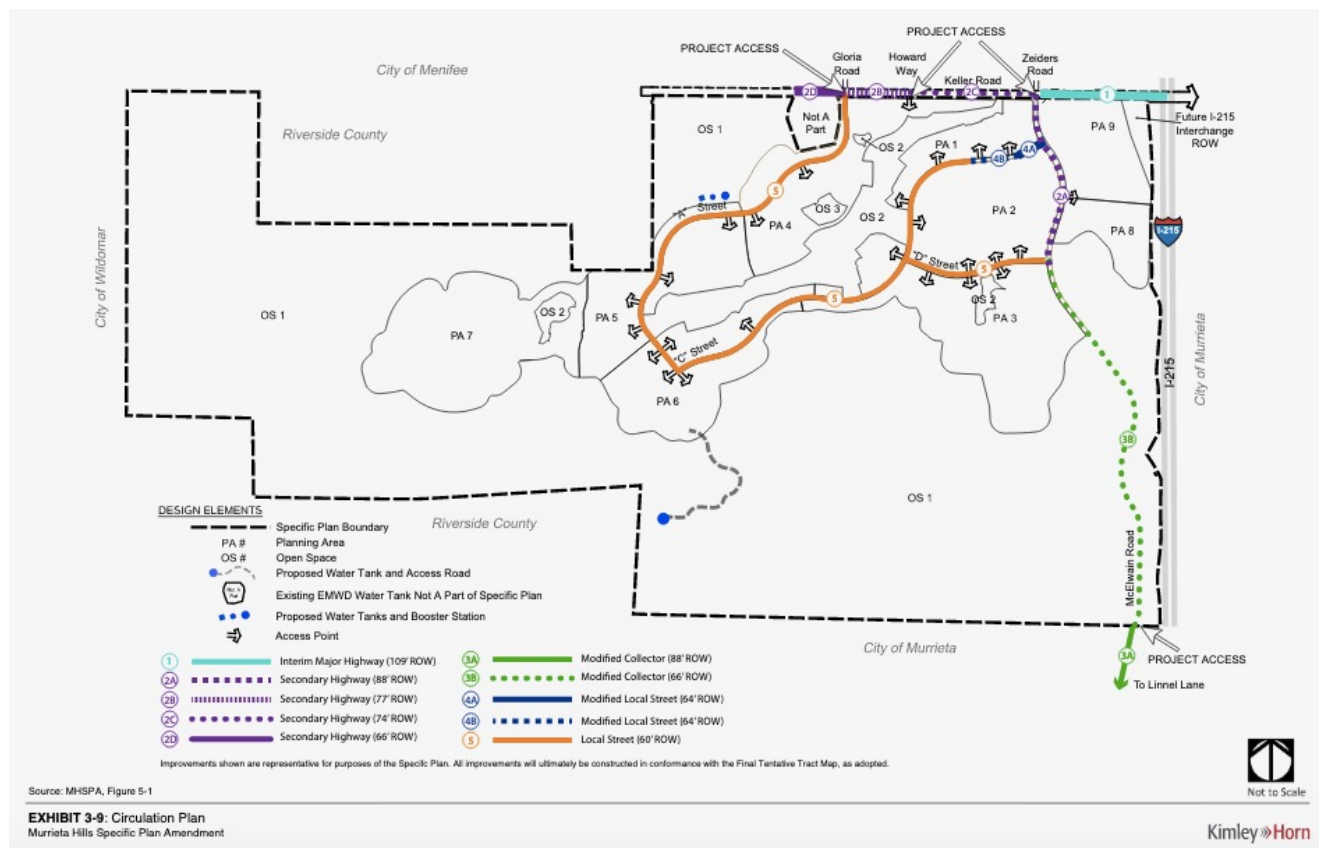 PROJECT ACCESS
PROJECT ACCESS
City of Menifee
Gloria
Road
Howard
Way
Zeiders
Road
Keller Road
2D
2B
2C
1
Riverside County
OS 1
Not A
Part
PA 9
Future I-215
Interchange
ROW
OS 2
PA 1
4B
4A
5
2A
"A" Street
OS 3
OS 2
PA 2
PA 4
PA 8
I-215
City of Wildomar
"D" Street
5
OS 1
OS 2
PA 5
5
OS 2
PA 3
PA 7
"C" Street
I-215
City of Murrieta
PA 6
3B
OS 1
McElwain Road
DESIGN ELEMENTS
Riverside County
Specific Plan Boundary
PA # Planning Area
OS # Open Space
Proposed Water Tank and Access Road
Not A
Part
Existing EMWD Water Tank Not A Part of Specific Plan
Proposed Water Tanks and Booster Station
Access Point
City of Murrieta
3A
PROJECT ACCESS
To Linnel Lane
1 Interim Major Highway (109' ROW)
2A Secondary Highway (88' ROW)
2B Secondary Highway (77' ROW)
2C Secondary Highway (74' ROW)
2D Secondary Highway (66' ROW)
3A Modified Collector (88' ROW)
3B Modified Collector (66' ROW)
4A Modified Local Street (64' ROW)
4B Modified Local Street (64' ROW)
5 Local Street (60' ROW)
Improvements shown are representative for purposes of the Specifc Plan. All improvements will ultimately be constructed in conformance with the Final Tentative Tract Map, as adopted.
Not to Scale
Source: MHSPA, Figure 5-1
EXHIBIT 3-9: Circulation Plan
Murrieta Hills Specific Plan Amendment
Kimley»Horn